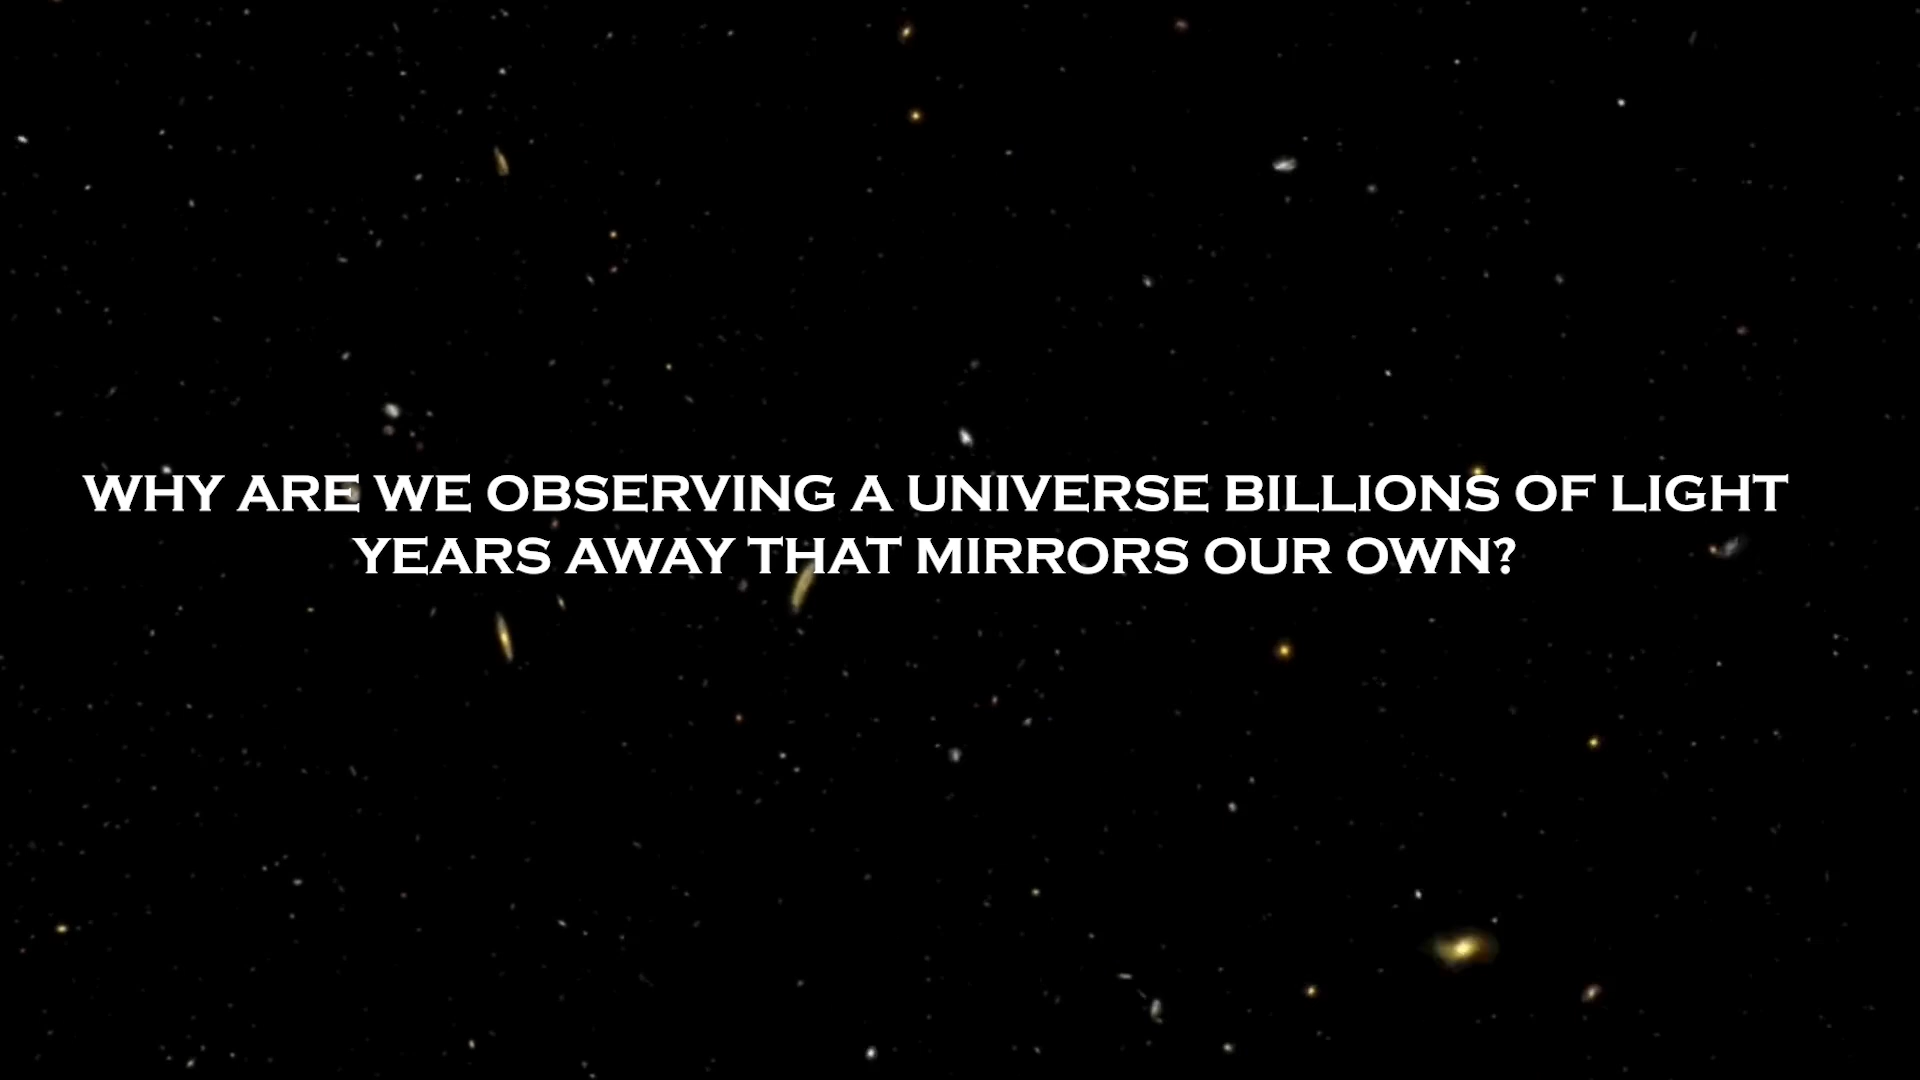 WHY ARE WE OBSERVING A UNIVERSE BILLIONS OF LIGHT
YEARS AWAY THAT MIRRORS OUR OWN?